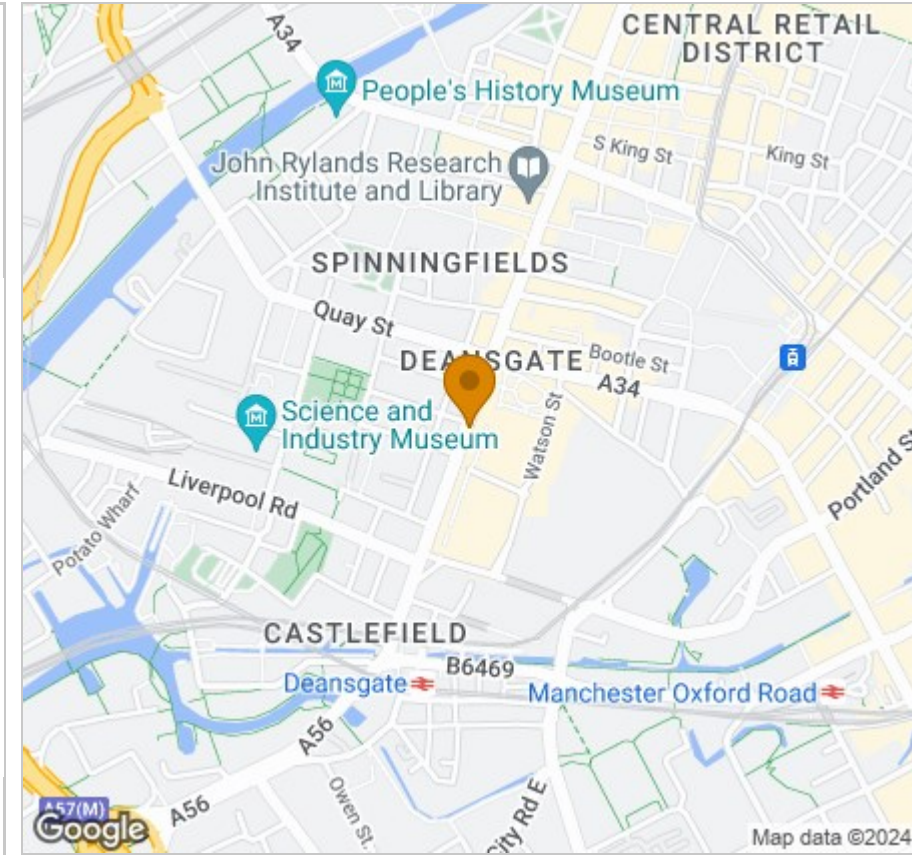 A34
CENTRAL RETAIL
DISTRICT
People's History Museum
S King St
King St
John Rylands Research
Institute and Library
SPINNINGFIELDS
Quay St
DEANSGATE
Bootle St
A34
Science and
Industry Museum
Watson St
Portland St
Liverpool Rd
Potato Wharf
CASTLEFIELD
B6469
Deansgate
Manchester Oxford Road
A56
A57(M)
A56
Owen St.
City Rd E
Google
Map data ©2024